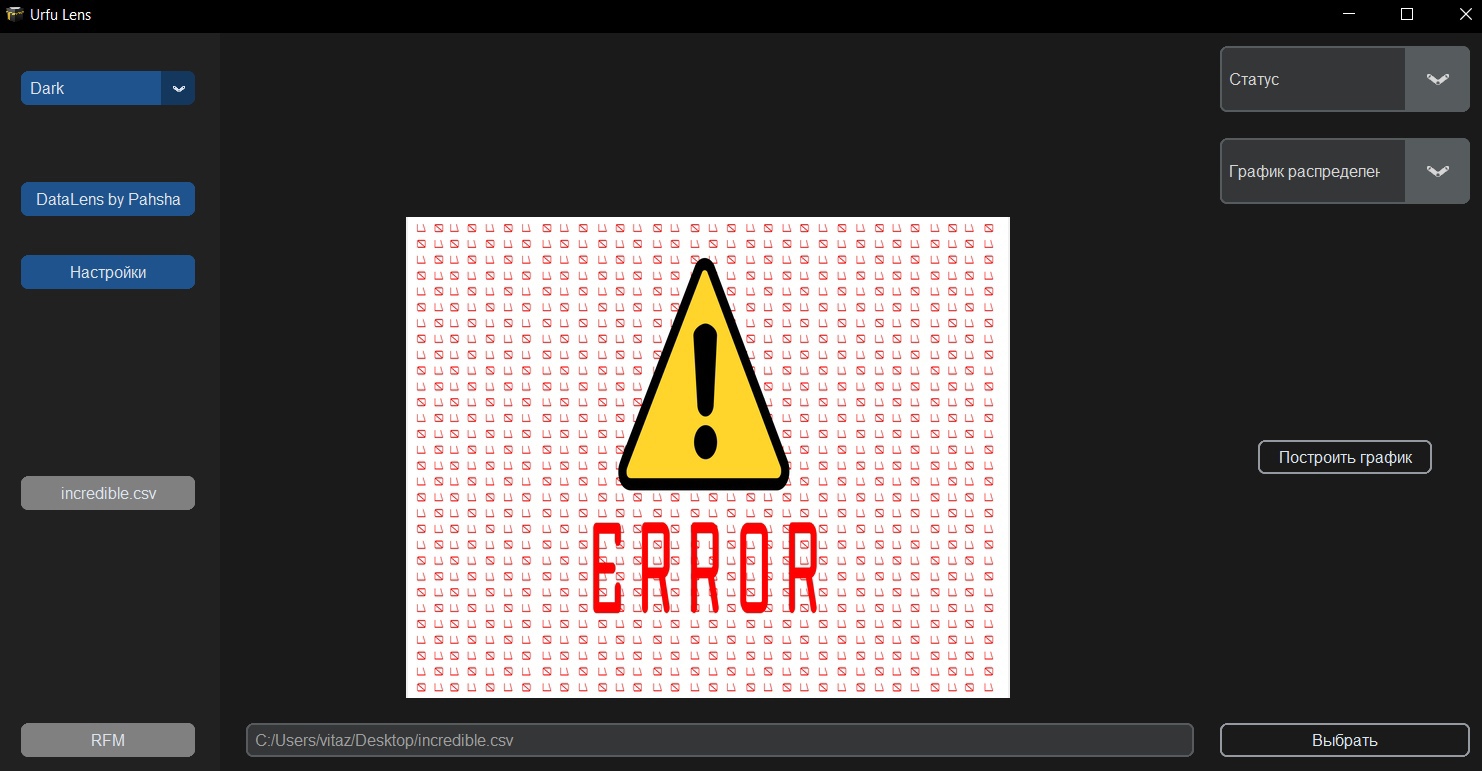 Urfu Lens
Dark
DataLens by Pahsha
Настройки
incredible.csv
RFM
ERROR
C:/Users/vitaz/Desktop/incredible.csv
Статус
График распределен
Построить график
Выбрать